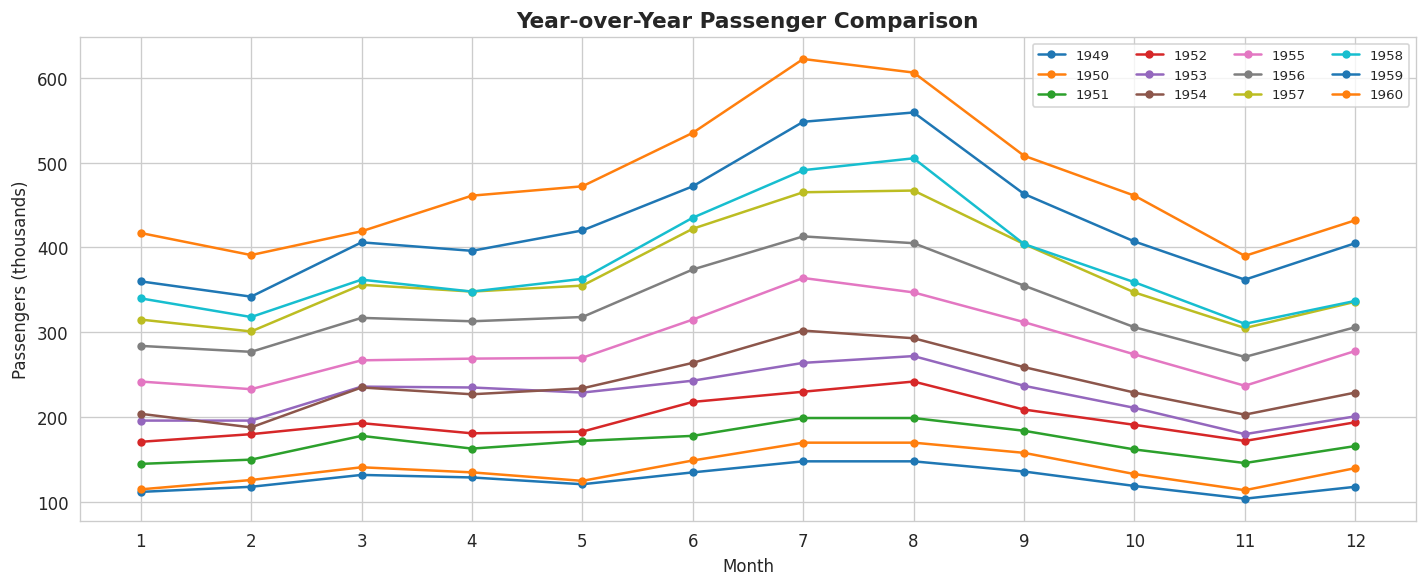 Year-over-Year Passenger Comparison
1949 1952 1955 1958
1950 1953 1956 1959
1951 1954 1957 1960
600
500
400
300
200
100
Passengers (thousands)
1 2 3 4 5 6 7 8 9 10 11 12
Month